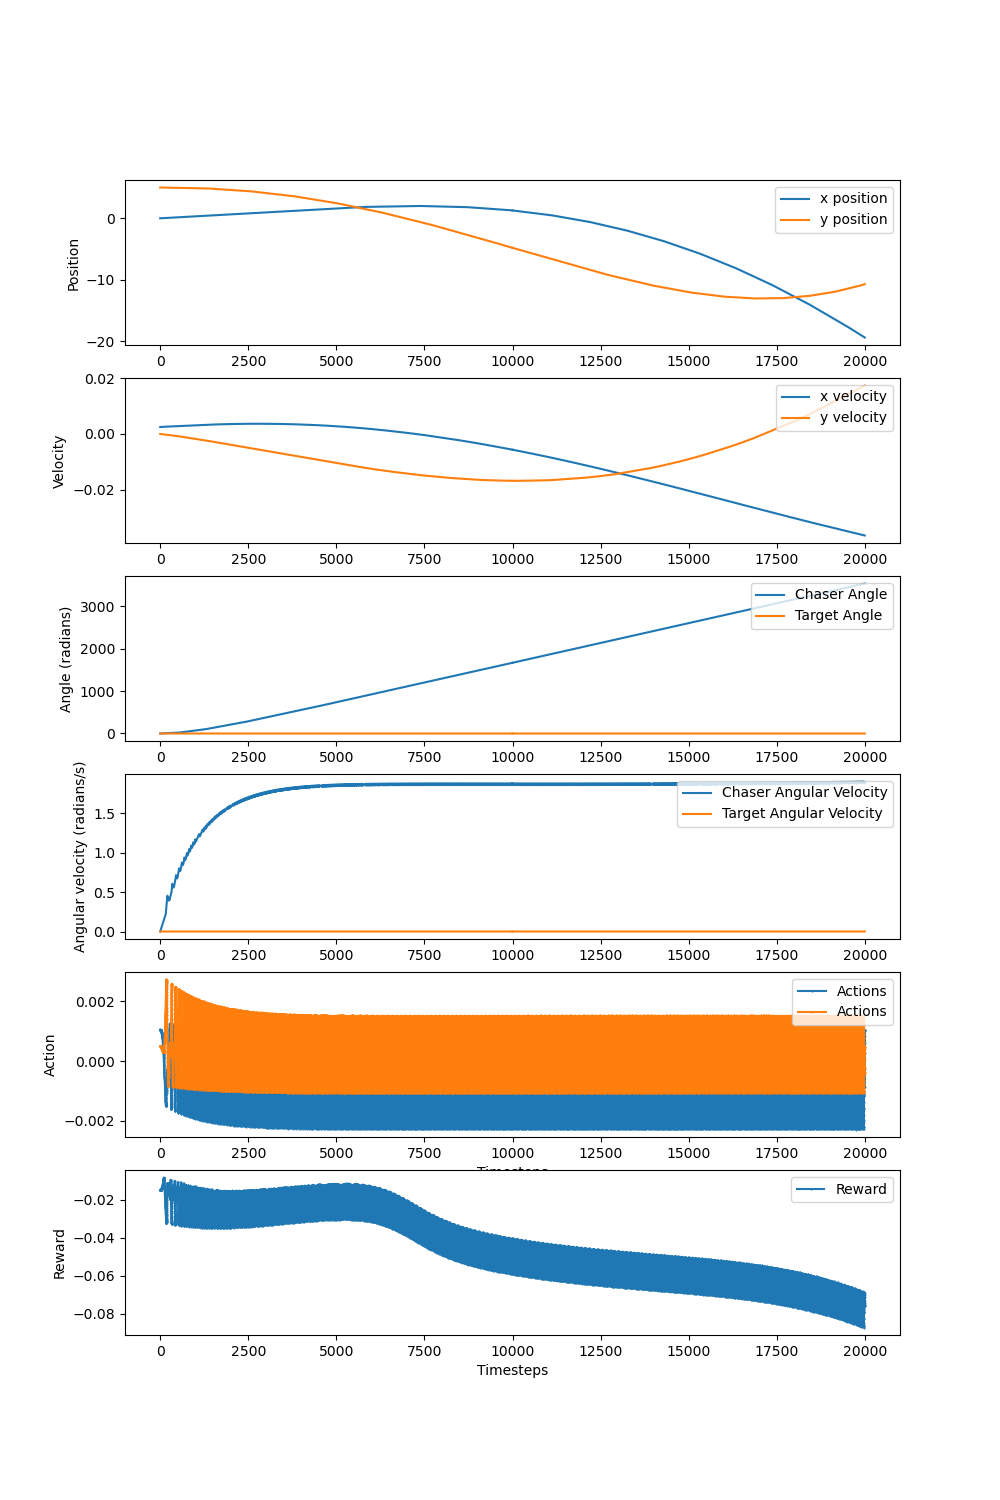 x position
y position
Position
0
−10
−20
0 2500 5000 7500 10000 12500 15000 17500 20000
x velocity
y velocity
Velocity
0.02
0.00
−0.02
0 2500 5000 7500 10000 12500 15000 17500 20000
Chaser Angle
Target Angle
Angle (radians)
3000
2000
1000
0
0 2500 5000 7500 10000 12500 15000 17500 20000
Chaser Angular Velocity
Target Angular Velocity
Angular velocity (radians/s)
1.5
1.0
0.5
0.0
0 2500 5000 7500 10000 12500 15000 17500 20000
Actions
Actions
Action
0.002
0.000
−0.002
0 2500 5000 7500 10000 12500 15000 17500 20000
Timesteps
Reward
Reward
−0.02
−0.04
−0.06
−0.08
0 2500 5000 7500 10000 12500 15000 17500 20000
Timesteps